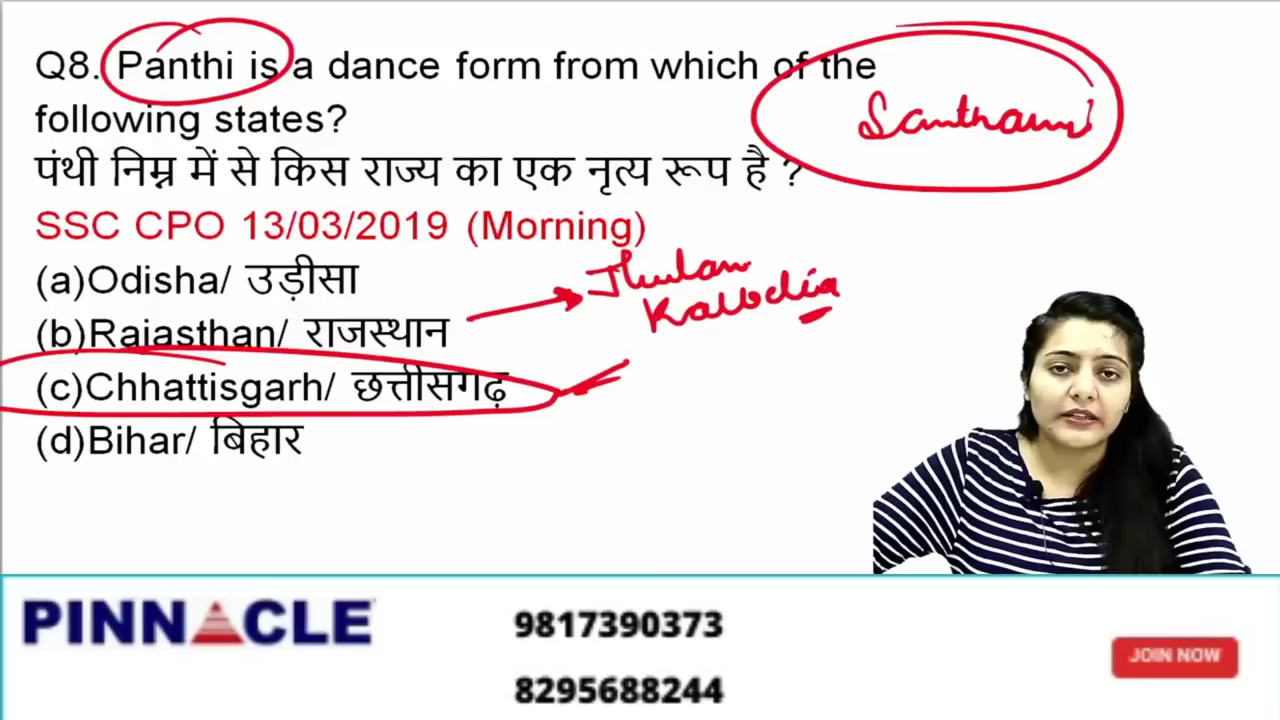 Q8. Panthi is a dance form from which of the
following states?
Santhami
पंथी निम्न में से किस राज्य का एक नृत्य रूप है ?
SSC CPO 13/03/2019 (Morning)
(a)Odisha/ उड़ीसा
Kalbelia
(b)Rajasthan/ राजस्थान
(c)Chhattisgarh/ छत्तीसगढ़
(d)Bihar/ बिहार
PINNACLE
9817390373
8295688244
JOIN NOW